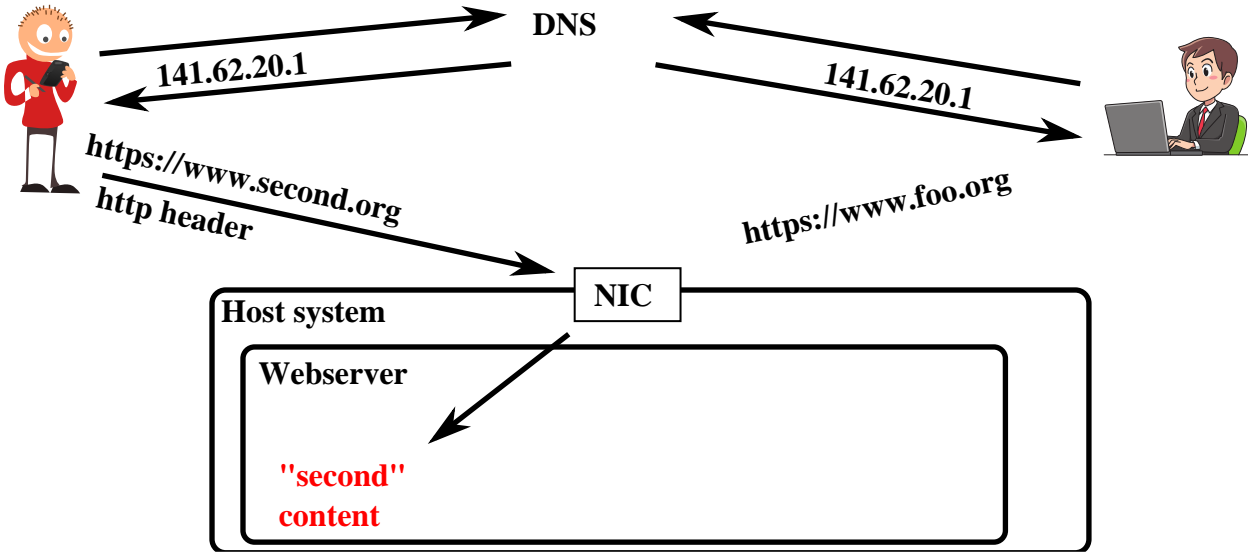 DNS
141.62.20.1
141.62.20.1
https://www.second.org
http header
https://www.foo.org
NIC
Host system
Webserver
"second"
content